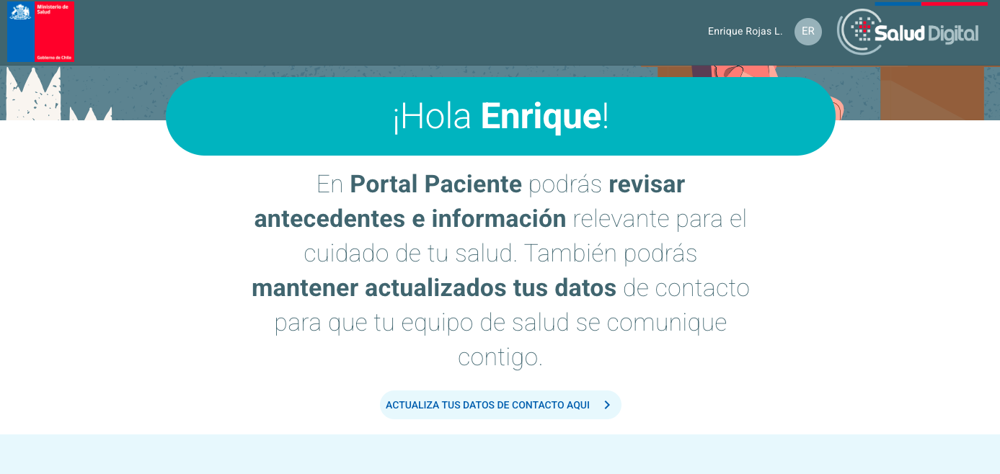 Ministerio de
Salud
Gobierno de Chile
Enrique Rojas L.
ER
Salud Digital
¡Hola Enrique!
En Portal Paciente podrás revisar
antecedentes e información relevante para el
cuidado de tu salud. También podrás
mantener actualizados tus datos de contacto
para que tu equipo de salud se comunique
contigo.
ACTUALIZA TUS DATOS DE CONTACTO AQUI